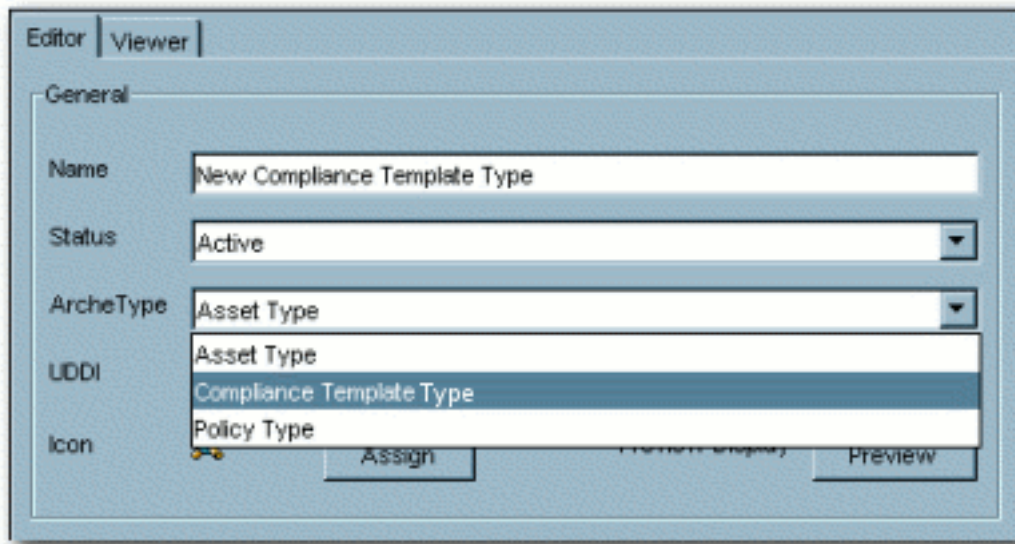 Editor Viewer
General
Name New Compliance Template Type
Status Active
ArcheType Asset Type
Asset Type
UDDI
Compliance Template Type
Policy Type
Icon Assign Display Preview